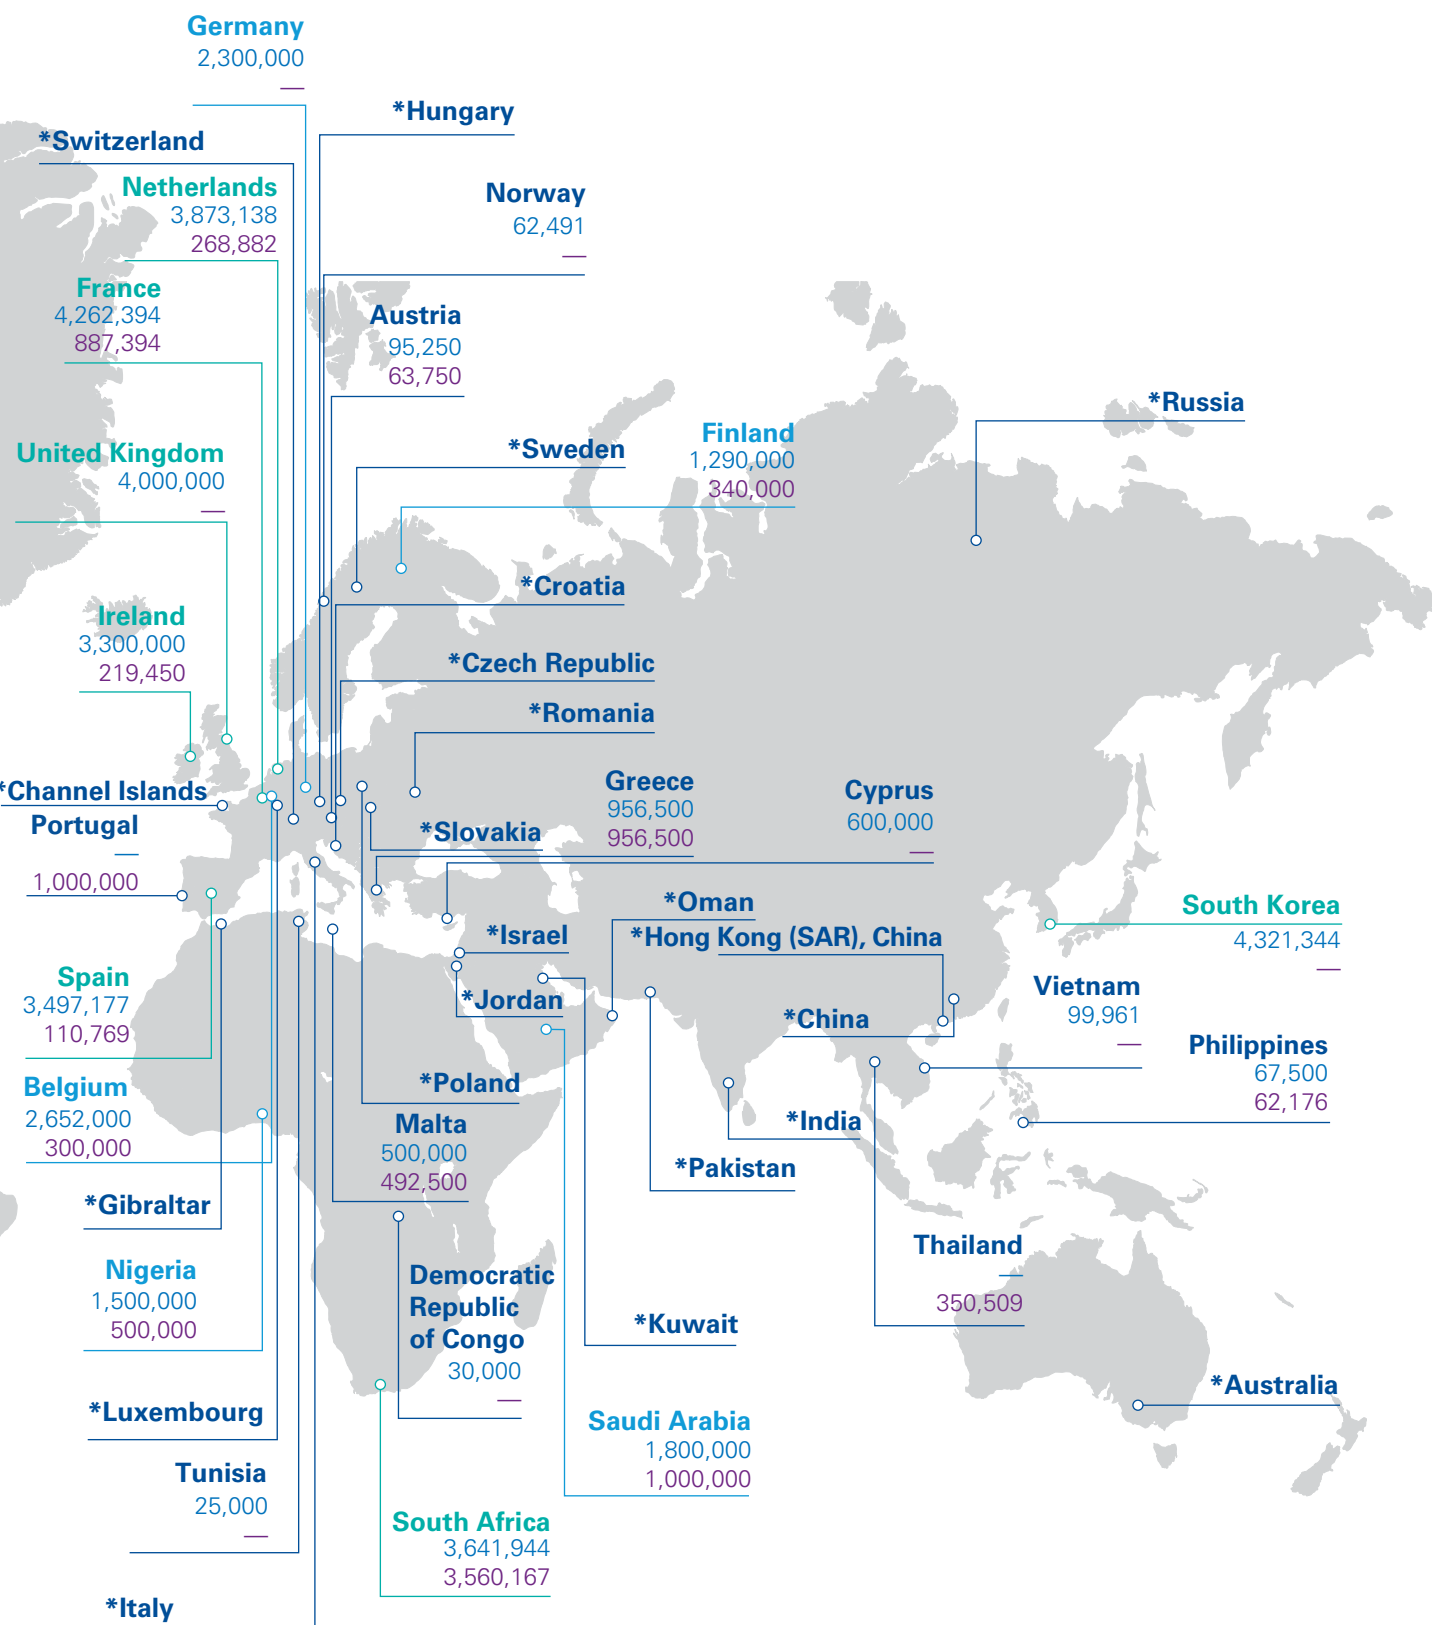 Germany
2,300,000
—
*Hungary
*Switzerland
Netherlands
3,873,138
268,882
Norway
62,491
—
France
4,262,394
887,394
Austria
95,250
63,750
*Russia
United Kingdom
4,000,000
—
*Sweden
Finland
1,290,000
340,000
*Croatia
Ireland
3,300,000
219,450
*Czech Republic
*Romania
*Channel Islands
Portugal
—
1,000,000
*Slovakia
Greece
956,500
956,500
Cyprus
600,000
—
*Oman
*Hong Kong (SAR), China
*Israel
*Jordan
South Korea
4,321,344
—
Spain
3,497,177
110,769
*China
Vietnam
99,961
—
Philippines
67,500
62,176
Belgium
2,652,000
300,000
*Poland
Malta
500,000
492,500
*India
*Pakistan
*Gibraltar
Nigeria
1,500,000
500,000
Democratic
Republic
of Congo
30,000
—
*Kuwait
Thailand
—
350,509
*Australia
*Luxembourg
Saudi Arabia
1,800,000
1,000,000
Tunisia
25,000
—
South Africa
3,641,944
3,560,167
*Italy